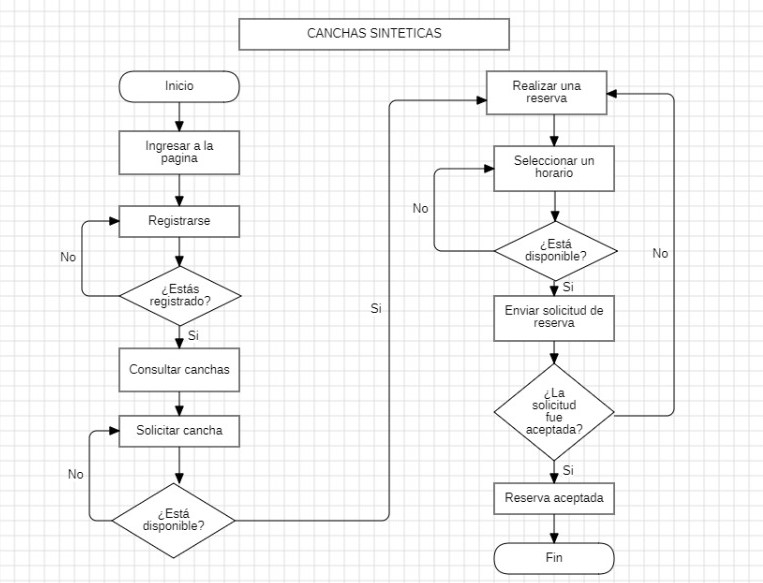 CANCHAS SINTETICAS
Inicio
Ingresar a la
pagina
Registrarse
No
¿Estás
registrado?
Si
Consultar canchas
Solicitar cancha
No
¿Está
disponible?
Si
Realizar una
reserva
Seleccionar un
horario
No
¿Está
disponible?
Si
Enviar solicitud de
reserva
¿La
solicitud
fue
aceptada?
No
Si
Reserva aceptada
Fin